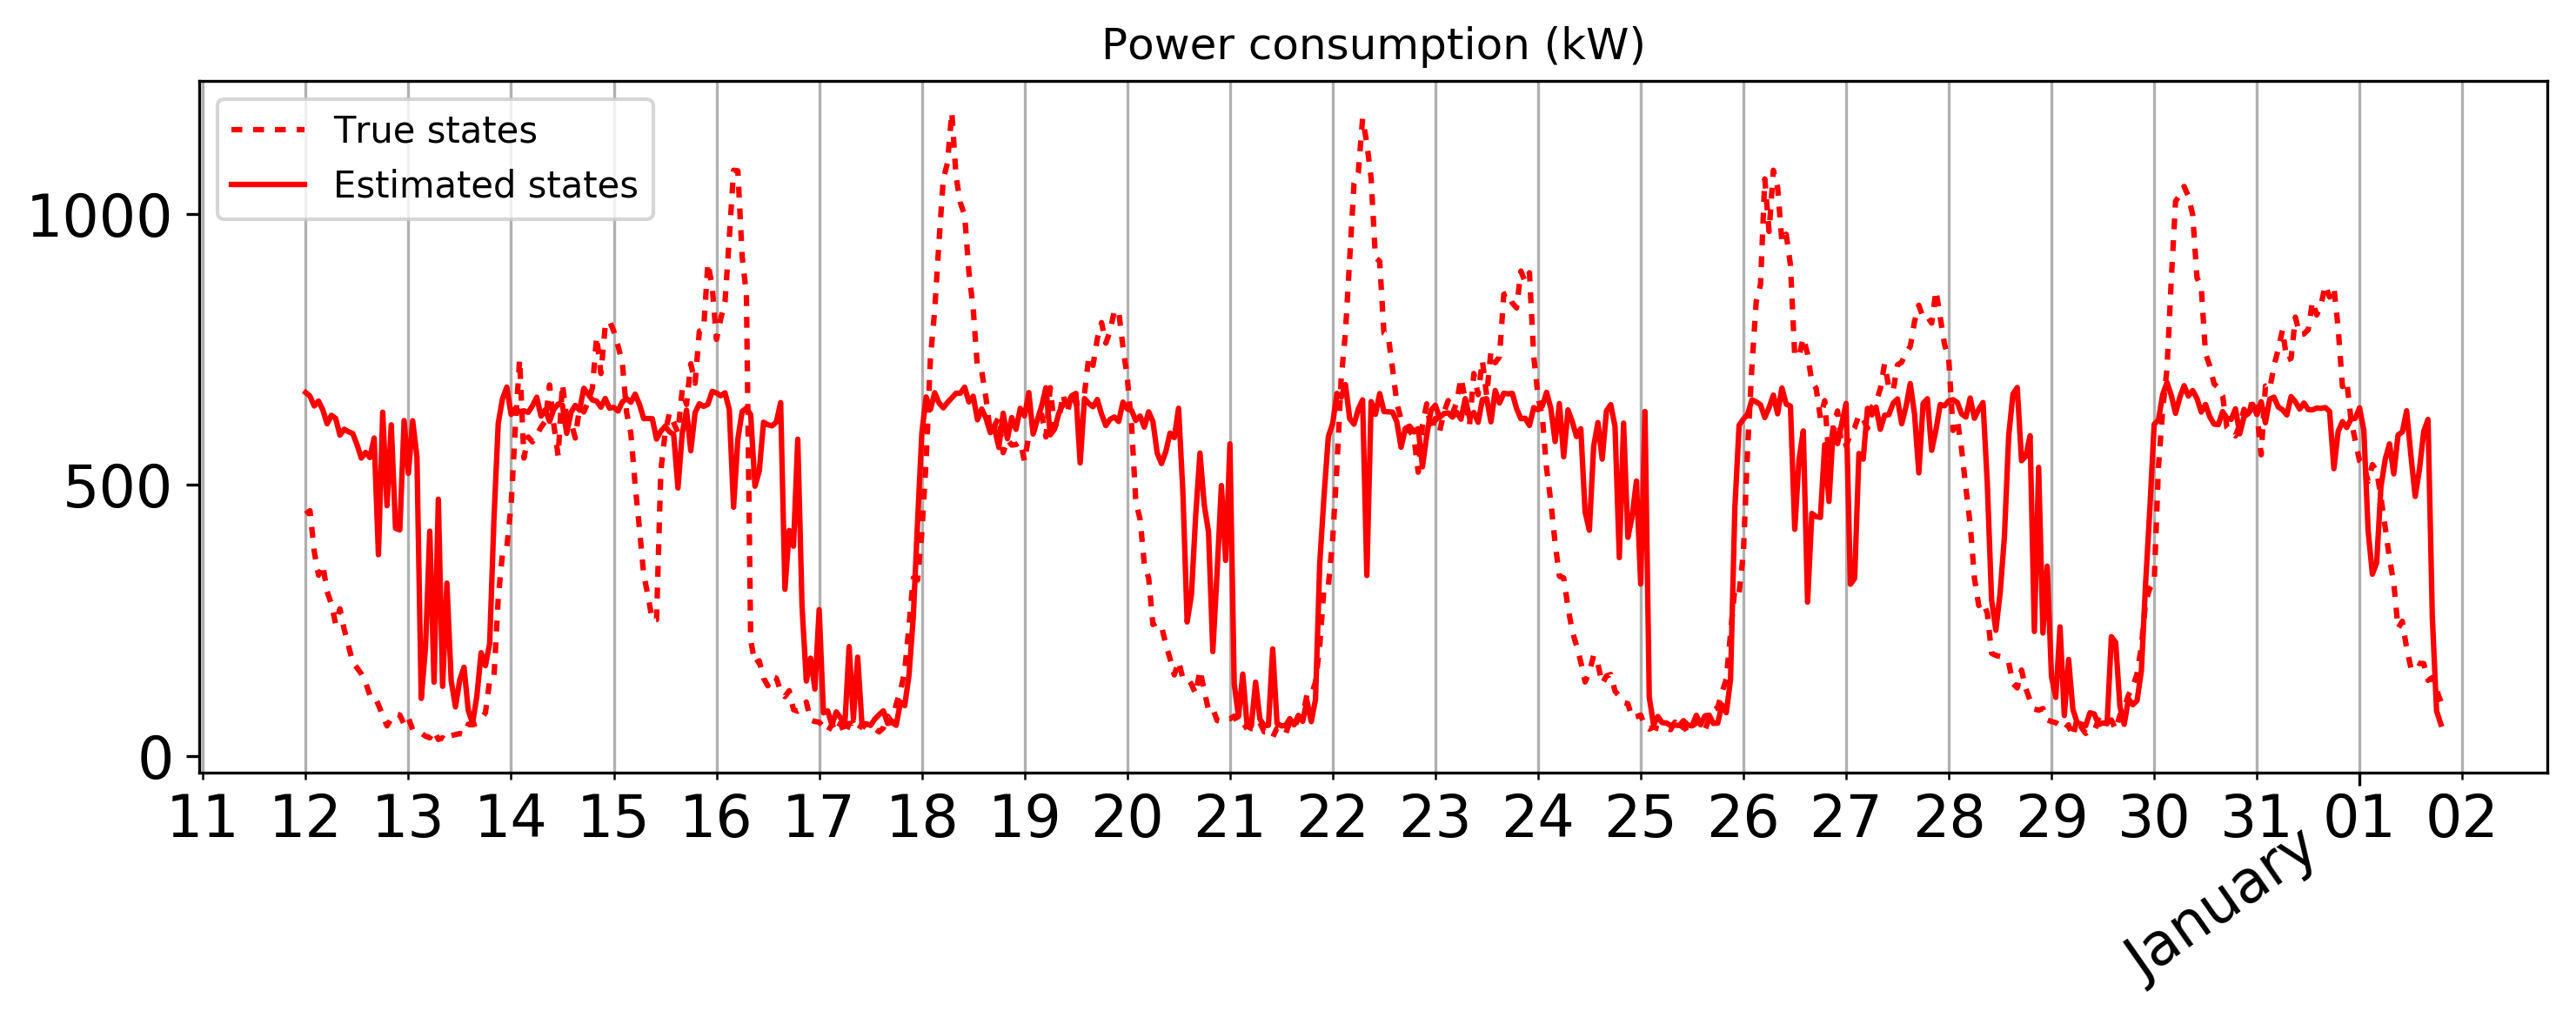 Power consumption (kW)
True states
Estimated states
1000
500
0
11 12 13 14 15 16 17 18 19 20 21 22 23 24 25 26 27 28 29 30 31 01 02
January